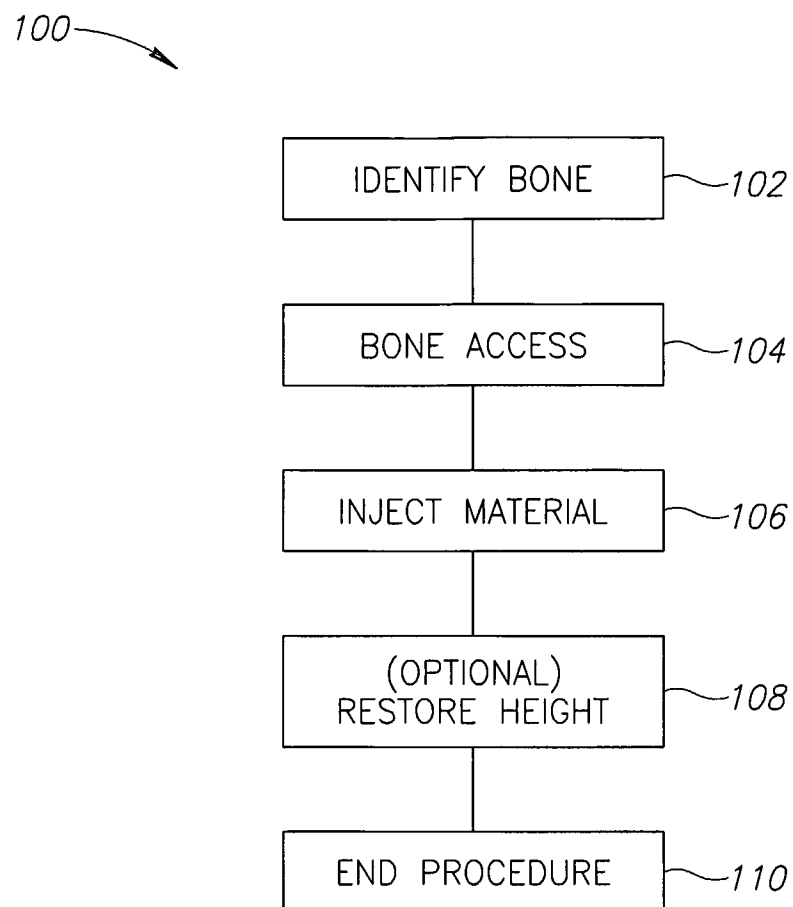 100
IDENTIFY BONE
102
BONE ACCESS
104
INJECT MATERIAL
106
(OPTIONAL)
RESTORE HEIGHT
108
END PROCEDURE
110